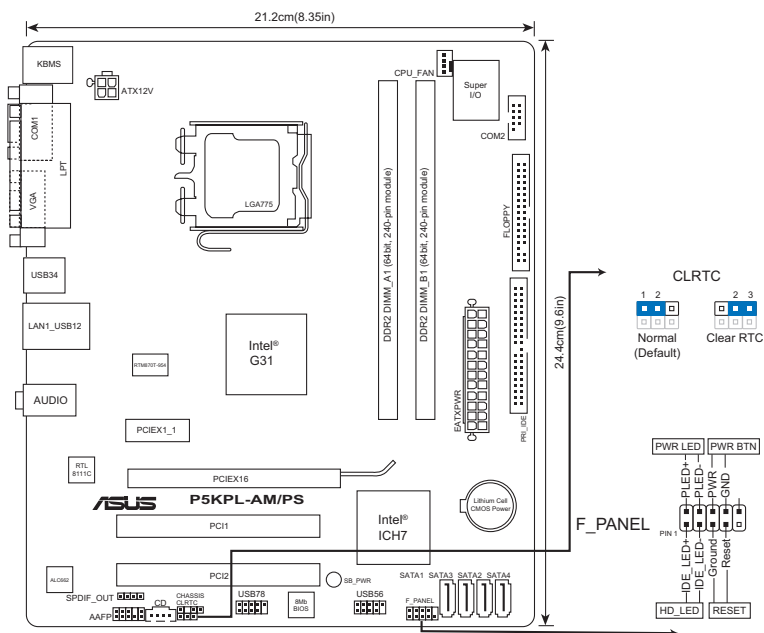 21.2cm(8.35in)
KBMS
ATX12V
CPU_FAN
Super
I/O
COM2
COM1
LPT
VGA
LGA775
DDR2 DIMM_A1 (64bit, 240-pin module)
DDR2 DIMM_B1 (64bit, 240-pin module)
FLOPPY
24.4cm(9.6in)
USB34
LAN1_USB12
Intel®
G31
RTM870T-954
EATXPWR
PRI_IDE
AUDIO
PCIEX1_1
RTL
8111C
PCIEX16
ASUS
P5KPL-AM/PS
Intel®
ICH7
Lithium Cell
CMOS Power
PCI1
PCI2
ALC662
SB_PWR
SATA1 SATA3 SATA2 SATA4
SPDIF_OUT
AAFP
CD
CHASSIS
CLRTC
USB78
8Mb
BIOS
USB56
F_PANEL
CLRTC
1 2
2 3
Normal
(Default)
Clear RTC
F_PANEL
PWR LED
PWR BTN
PLED+
PLED-
PWR
GND
PIN 1
IDE_LED+
IDE_LED-
Ground
Reset
HD_LED
RESET